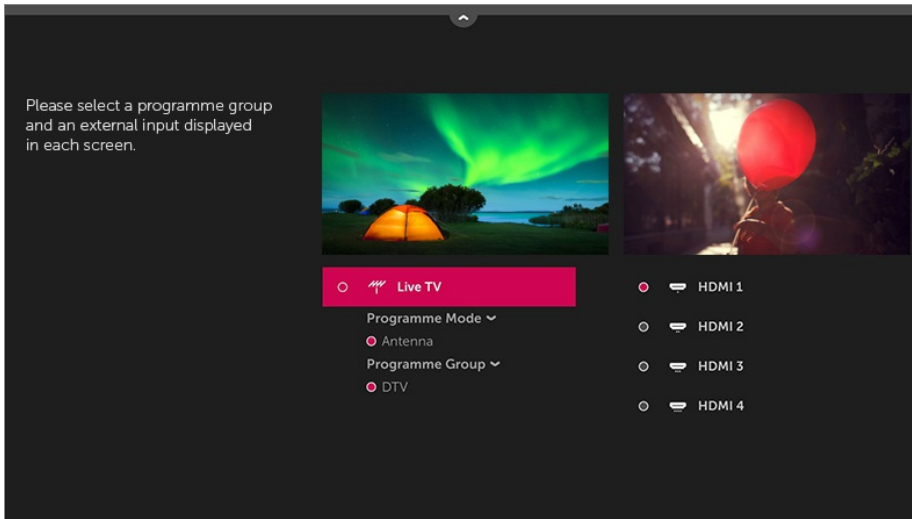 Please select a programme group
and an external input displayed
in each screen.
Live TV
Programme Mode
Antenna
Programme Group
DTV
HDMI 1
HDMI 2
HDMI 3
HDMI 4